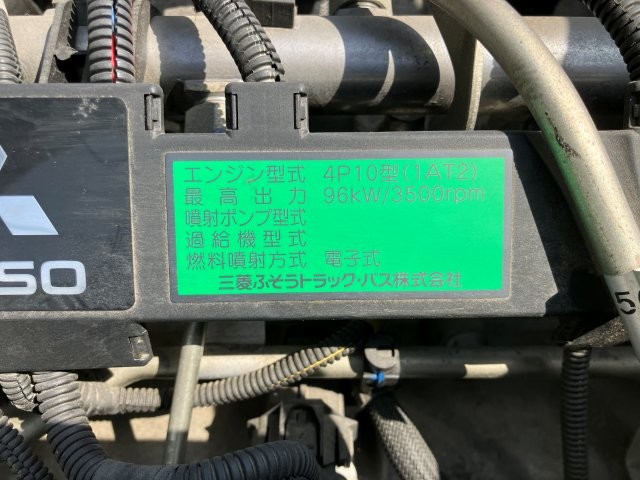 エンジン型式 4P10型(1AT2)
最高出力 96kW/3500rpm
噴射ポンプ型式
過給機型式
燃料噴射方式 電子式
三菱ふそうトラック・バス株式会社
50
5